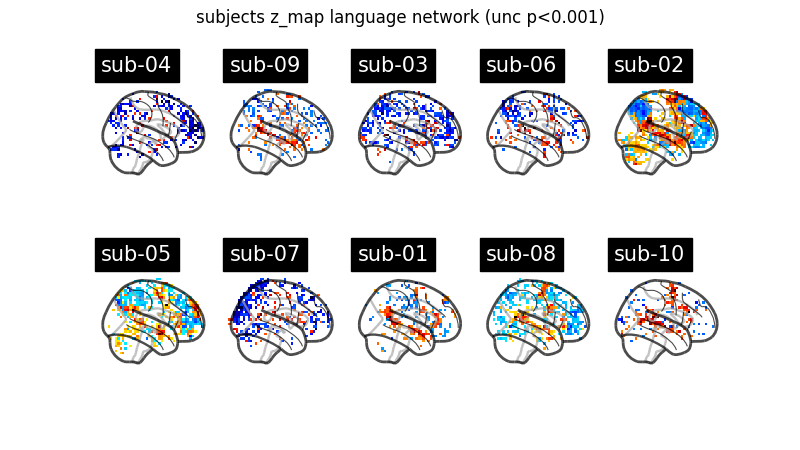 subjects z_map language network (unc p<0.001)
sub-04
sub-09
sub-03
sub-06
sub-02
sub-05
sub-07
sub-01
sub-08
sub-10